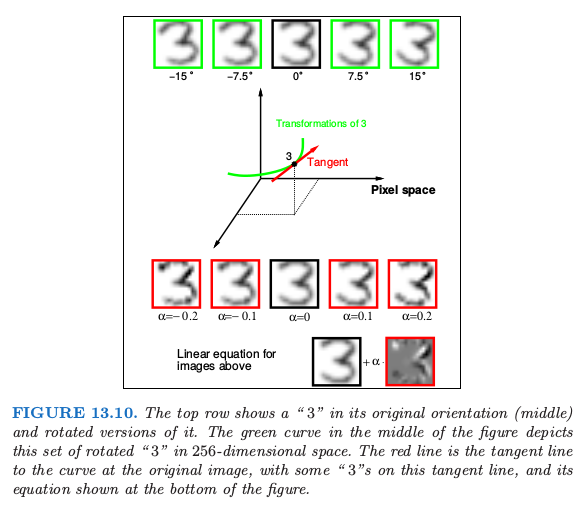 −15° −7.5° 0° 7.5° 15°
Transformations of 3
3
Tangent
Pixel space
α=− 0.2 α=− 0.1 α=0 α=0.1 α=0.2
Linear equation for
images above
+ α ·
FIGURE 13.10. The top row shows a “3” in its original orientation (middle)
and rotated versions of it. The green curve in the middle of the figure depicts
this set of rotated “3” in 256-dimensional space. The red line is the tangent line
to the curve at the original image, with some “3”s on this tangent line, and its
equation shown at the bottom of the figure.